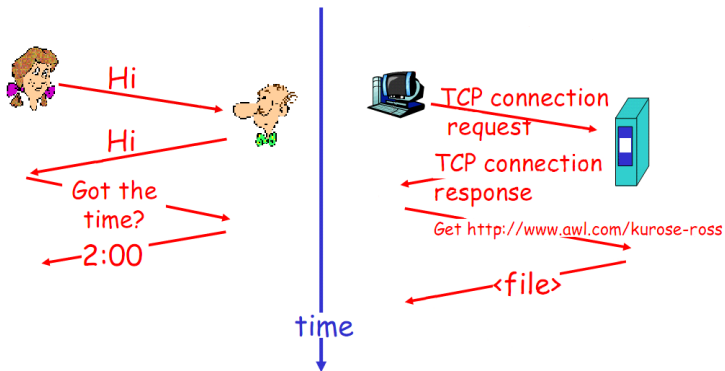 Hi
Hi
Got the
time?
2:00
time
TCP connection
request
TCP connection
response
Get http://www.awl.com/kurose-ross
<file>